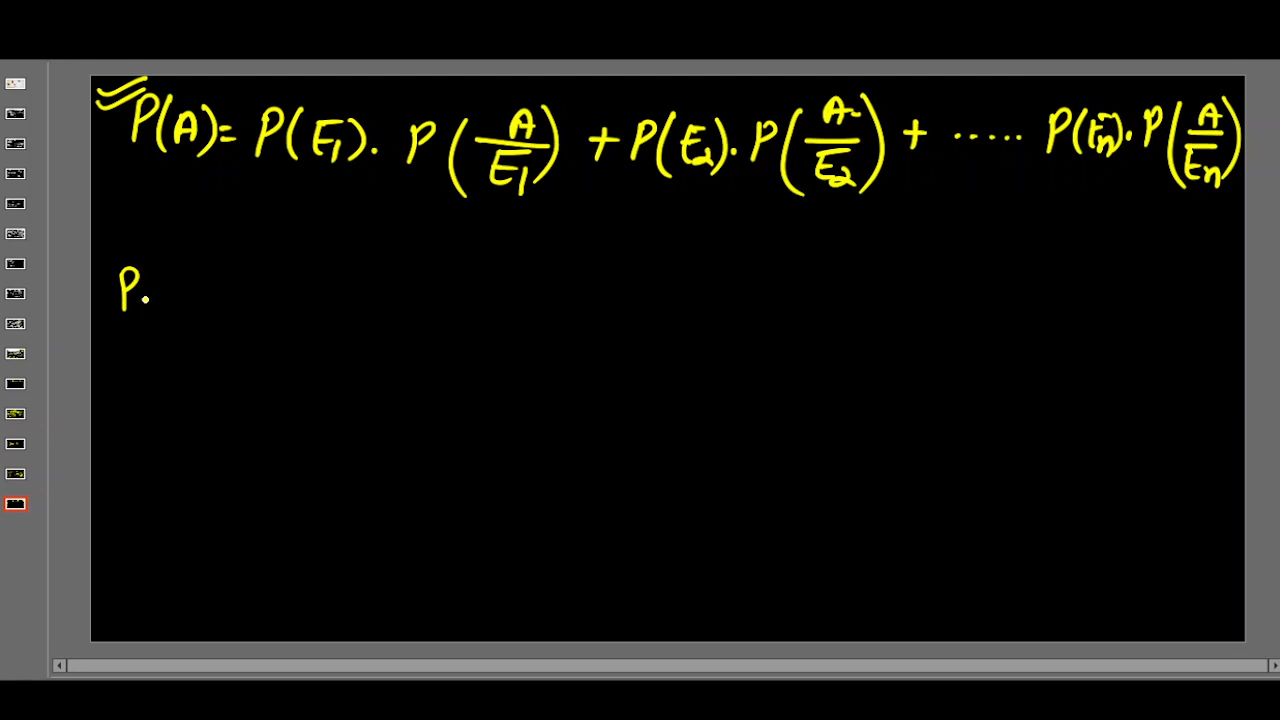 P(A) = P(E₁) · P(A/E₁) + P(E₂) · P(A/E₂) + ..... P(Eₙ) · P(A/Eₙ)
P